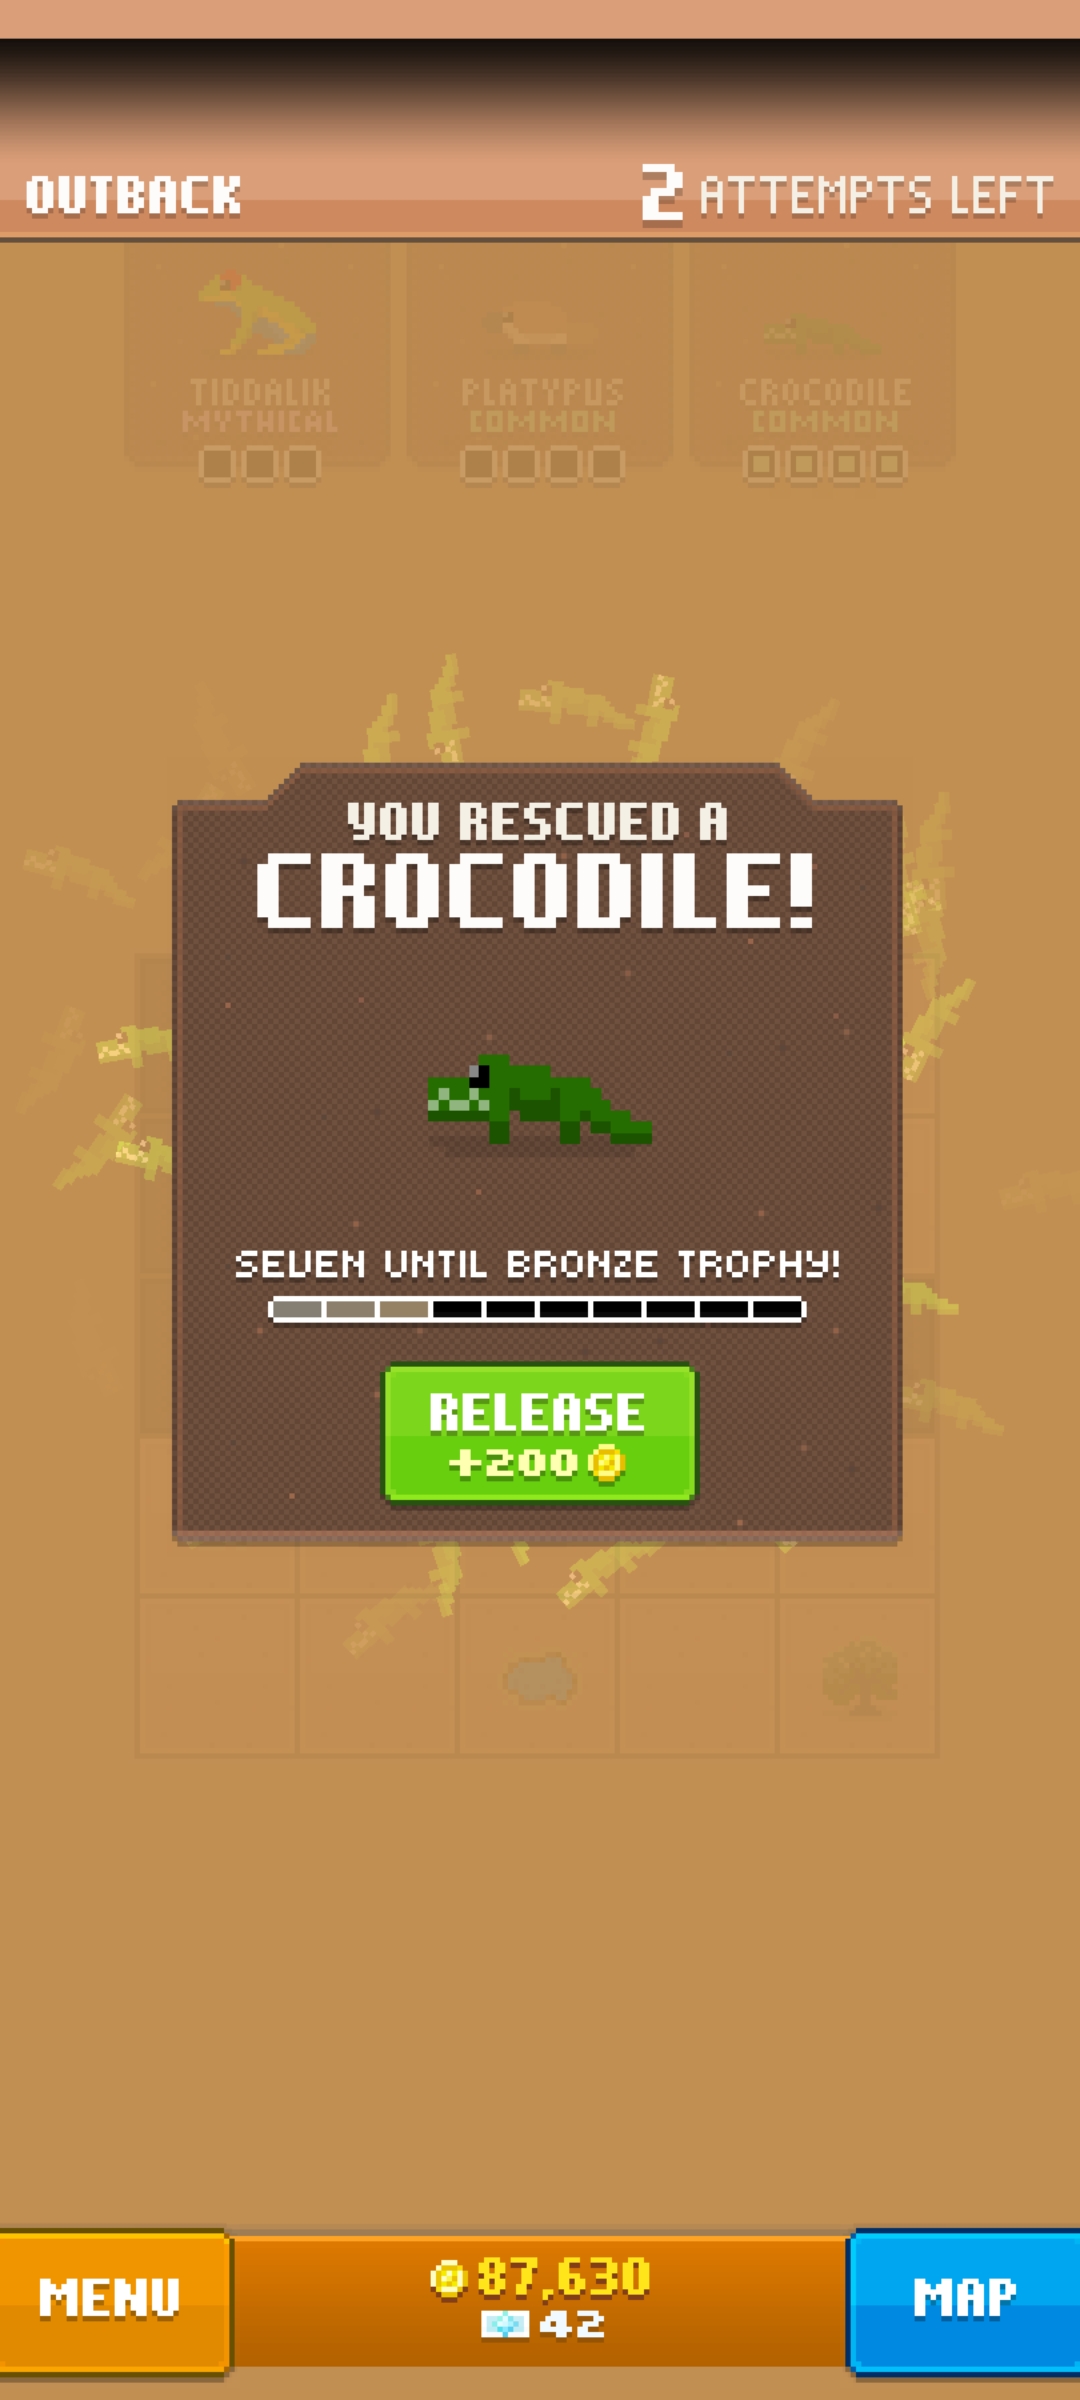 OUTBACK
2 ATTEMPTS LEFT
TIDDALIK
MYTHICAL
PLATYPUS
COMMON
CROCODILE
COMMON
YOU RESCUED A
CROCODILE!
SEVEN UNTIL BRONZE TROPHY!
RELEASE
+200
MENU
87,630
42
MAP